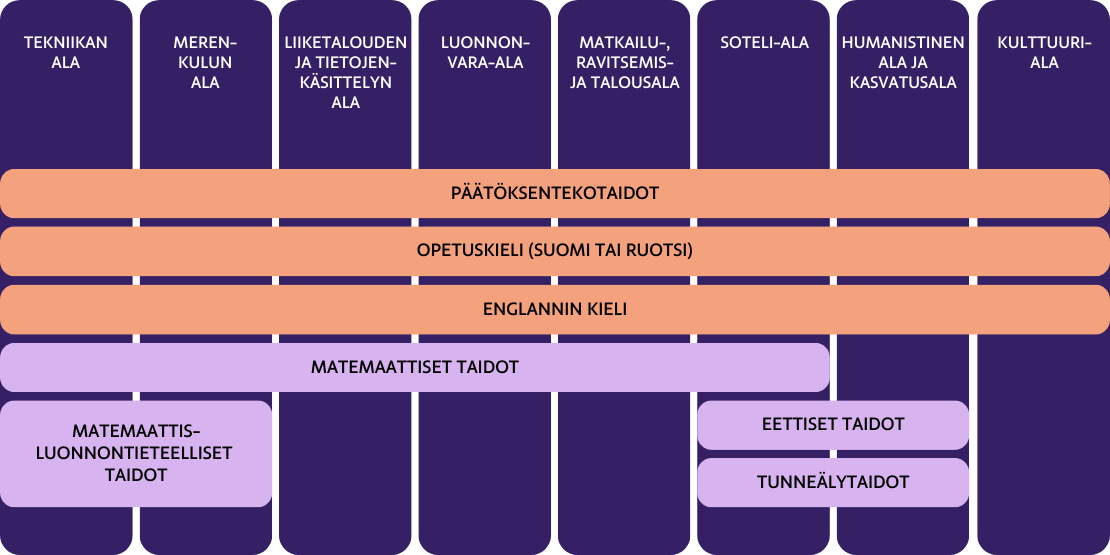 TEKNIIKAN
ALA
MEREN-
KULUN
ALA
LIIKETALOUDEN
JA TIETOJEN-
KÄSITTELYN
ALA
LUONNON-
VARA-ALA
MATKAILU-,
RAVITSEMIS-
JA TALOUSALA
SOTELI-ALA
HUMANISTINEN
ALA JA
KASVATUSALA
KULTTUURI-
ALA
PÄÄTÖKSENTEKOTAIDOT
OPETUSKIELI (SUOMI TAI RUOTSI)
ENGLANNIN KIELI
MATEMAATTISET TAIDOT
MATEMAATTIS-
LUONNONTIETEELLISET
TAIDOT
EETTISET TAIDOT
TUNNEÄLYTAIDOT